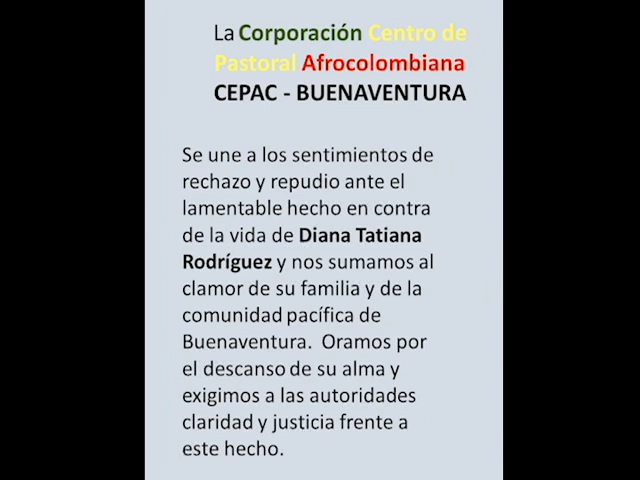 La Corporación Centro de
Pastoral Afrocolombiana
CEPAC - BUENAVENTURA
Se une a los sentimientos de
rechazo y repudio ante el
lamentable hecho en contra
de la vida de Diana Tatiana
Rodríguez y nos sumamos al
clamor de su familia y de la
comunidad pacífica de
Buenaventura. Oramos por
el descanso de su alma y
exigimos a las autoridades
claridad y justicia frente a
este hecho.